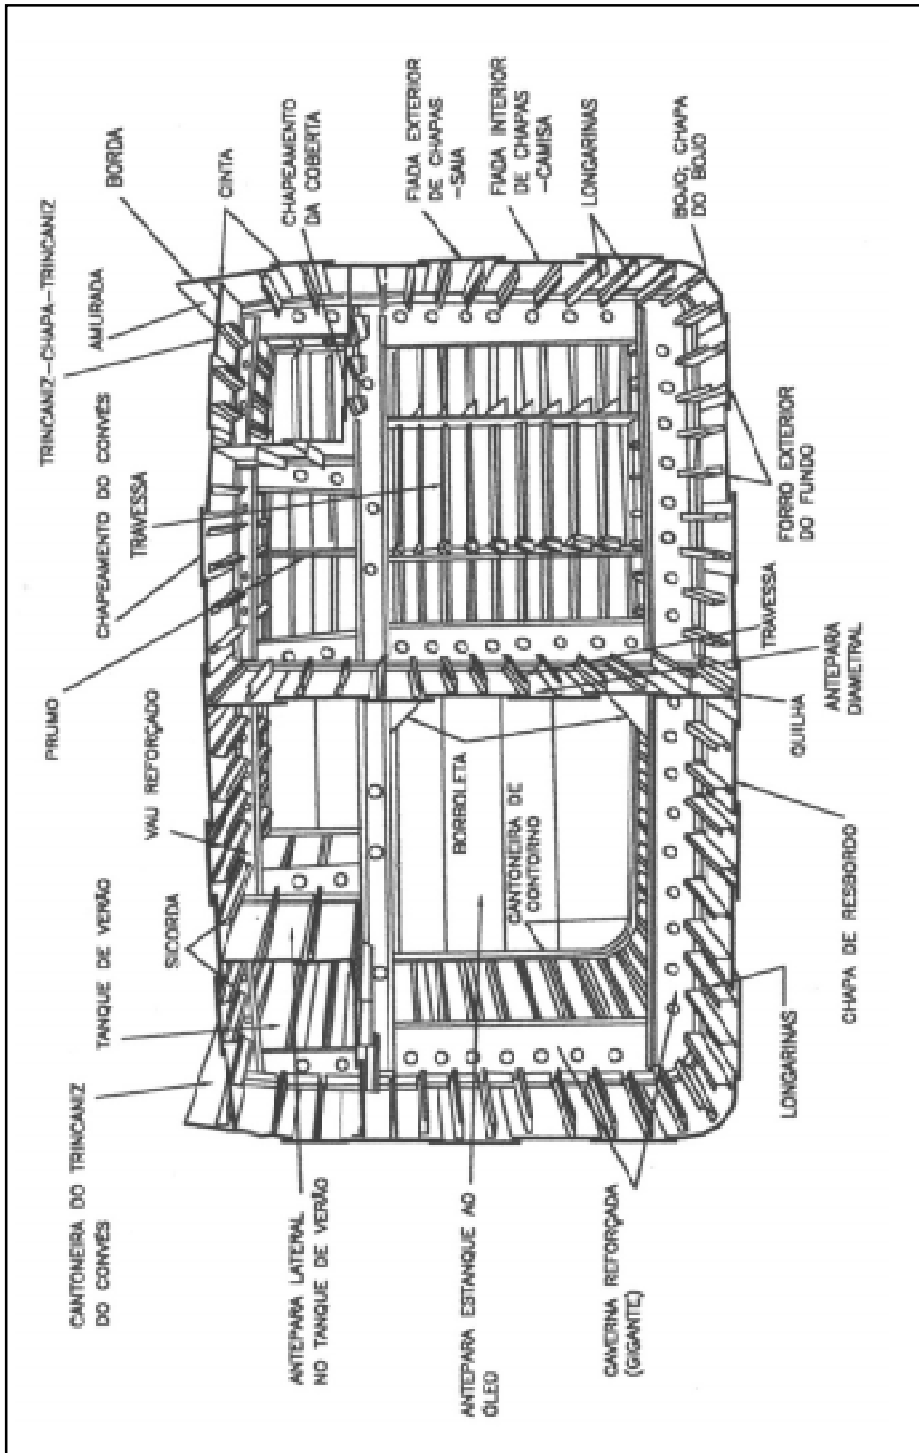 CANTONEIRA DO TRINCANIZ
DO CONVÉS
TANQUE DE VERÃO
SICORDA
VAU REFORÇADO
PRUMO
CHAPEAMENTO DO CONVÉS
TRAVESSA
TRINCANIZ-CHAPA-TRINCANIZ
AMURADA
BORDA
CINTA
CHAPEAMENTO
DA COBERTA
FIADA EXTERIOR
DE CHAPAS
-SAIA
FIADA INTERIOR
DE CHAPAS
-CAMISA
LONGARINAS
BOJO; CHAPA
DO BOJO
ANTEPARA LATERAL
NO TANQUE DE VERÃO
ANTEPARA ESTANQUE AO
ÓLEO
CAVERNA REFORÇADA
(GIGANTE)
BORBOLETA
CANTONEIRA DE
CONTORNO
LONGARINAS
CHAPA DE RESBORDO
QUILHA
ANTEPARA
DIAMETRAL
TRAVESSA
FORRO EXTERIOR
DO FUNDO